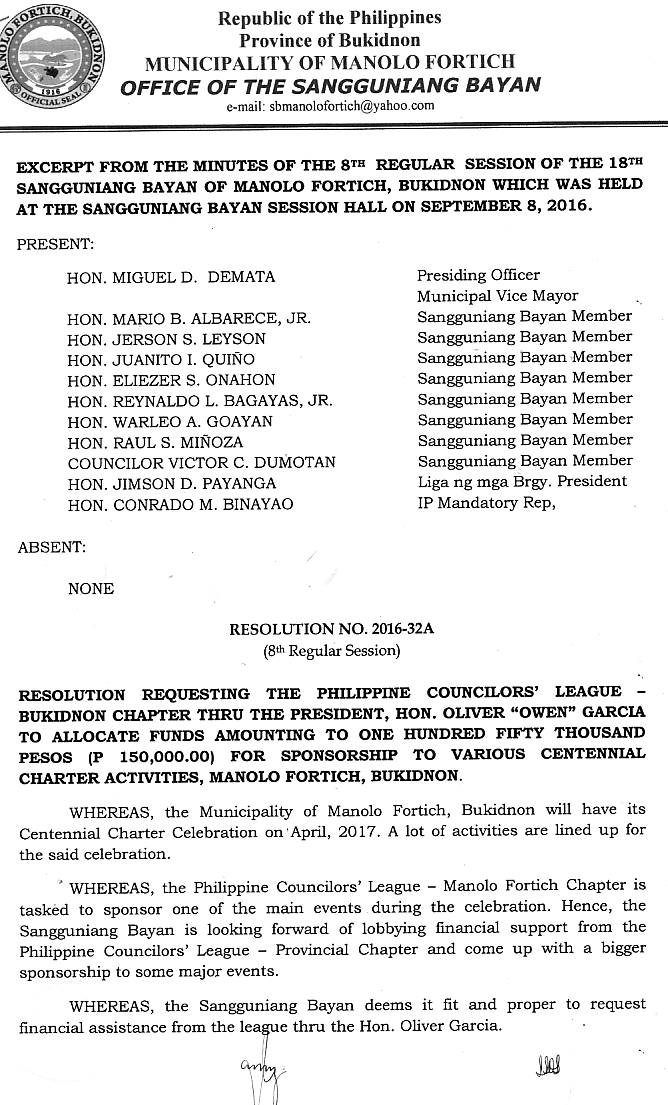 MANOLO FORTICH, BUKIDNON
1916
OFFICIAL SEAL
Republic of the Philippines
Province of Bukidnon
MUNICIPALITY OF MANOLO FORTICH
OFFICE OF THE SANGGUNIANG BAYAN
e-mail: sbmanolofortich@yahoo.com
EXCERPT FROM THE MINUTES OF THE 8TH REGULAR SESSION OF THE 18TH
SANGGUNIANG BAYAN OF MANOLO FORTICH, BUKIDNON WHICH WAS HELD
AT THE SANGGUNIANG BAYAN SESSION HALL ON SEPTEMBER 8, 2016.
PRESENT:
HON. MIGUEL D. DEMATA Presiding Officer
Municipal Vice Mayor
HON. MARIO B. ALBARECE, JR. Sangguniang Bayan Member
HON. JERSON S. LEYSON Sangguniang Bayan Member
HON. JUANITO I. QUIÑO Sangguniang Bayan Member
HON. ELIEZER S. ONAHON Sangguniang Bayan Member
HON. REYNALDO L. BAGAYAS, JR. Sangguniang Bayan Member
HON. WARLEO A. GOAYAN Sangguniang Bayan Member
HON. RAUL S. MIÑOZA Sangguniang Bayan Member
COUNCILOR VICTOR C. DUMOTAN Sangguniang Bayan Member
HON. JIMSON D. PAYANGA Liga ng mga Brgy. President
HON. CONRADO M. BINAYAO IP Mandatory Rep,
ABSENT:
NONE
RESOLUTION NO. 2016-32A
(8th Regular Session)
RESOLUTION REQUESTING THE PHILIPPINE COUNCILORS' LEAGUE –
BUKIDNON CHAPTER THRU THE PRESIDENT, HON. OLIVER "OWEN" GARCIA
TO ALLOCATE FUNDS AMOUNTING TO ONE HUNDRED FIFTY THOUSAND
PESOS (P 150,000.00) FOR SPONSORSHIP TO VARIOUS CENTENNIAL
CHARTER ACTIVITIES, MANOLO FORTICH, BUKIDNON.
WHEREAS, the Municipality of Manolo Fortich, Bukidnon will have its
Centennial Charter Celebration on April, 2017. A lot of activities are lined up for
the said celebration.
WHEREAS, the Philippine Councilors' League – Manolo Fortich Chapter is
tasked to sponsor one of the main events during the celebration. Hence, the
Sangguniang Bayan is looking forward of lobbying financial support from the
Philippine Councilors' League – Provincial Chapter and come up with a bigger
sponsorship to some major events.
WHEREAS, the Sangguniang Bayan deems it fit and proper to request
financial assistance from the league thru the Hon. Oliver Garcia.